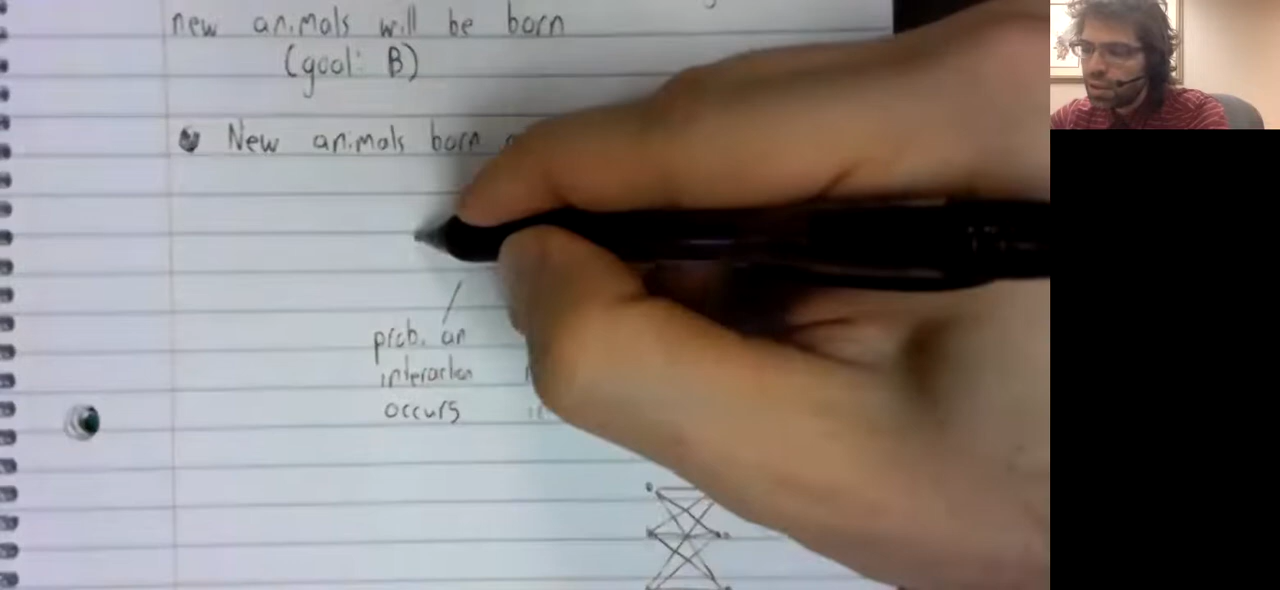 new animals will be born
(goal: B)
New animals born
prob. an
interaction
occurs